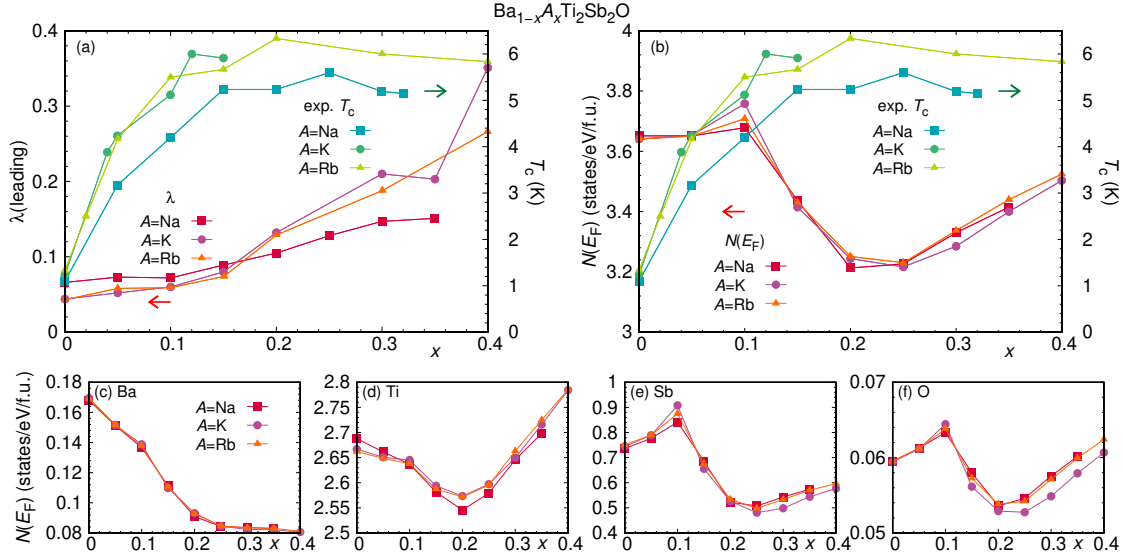 Ba1−xAxTi2Sb2O
(a)
λ(leading)
0.4
0.3
0.2
0.1
0
6
5
4
3
2
1
0
Tc (K)
exp. Tc
A=Na
A=K
A=Rb
λ
A=Na
A=K
A=Rb
0 0.1 0.2 0.3 x 0.4
(b)
N(EF) (states/eV/f.u.)
4
3.8
3.6
3.4
3.2
3
6
5
4
3
2
1
0
Tc (K)
exp. Tc
A=Na
A=K
A=Rb
N(EF)
A=Na
A=K
A=Rb
0 0.1 0.2 0.3 x 0.4
N(EF) (states/eV/f.u.)
(c) Ba
0.18
0.16
0.14
0.12
0.1
0.08
A=Na
A=K
A=Rb
0 0.1 0.2 0.3 x 0.4
(d) Ti
2.8
2.75
2.7
2.65
2.6
2.55
2.5
0 0.1 0.2 0.3 x 0.4
(e) Sb
1
0.9
0.8
0.7
0.6
0.5
0.4
0 0.1 0.2 0.3 x 0.4
(f) O
0.07
0.06
0.05
0 0.1 0.2 0.3 x 0.4